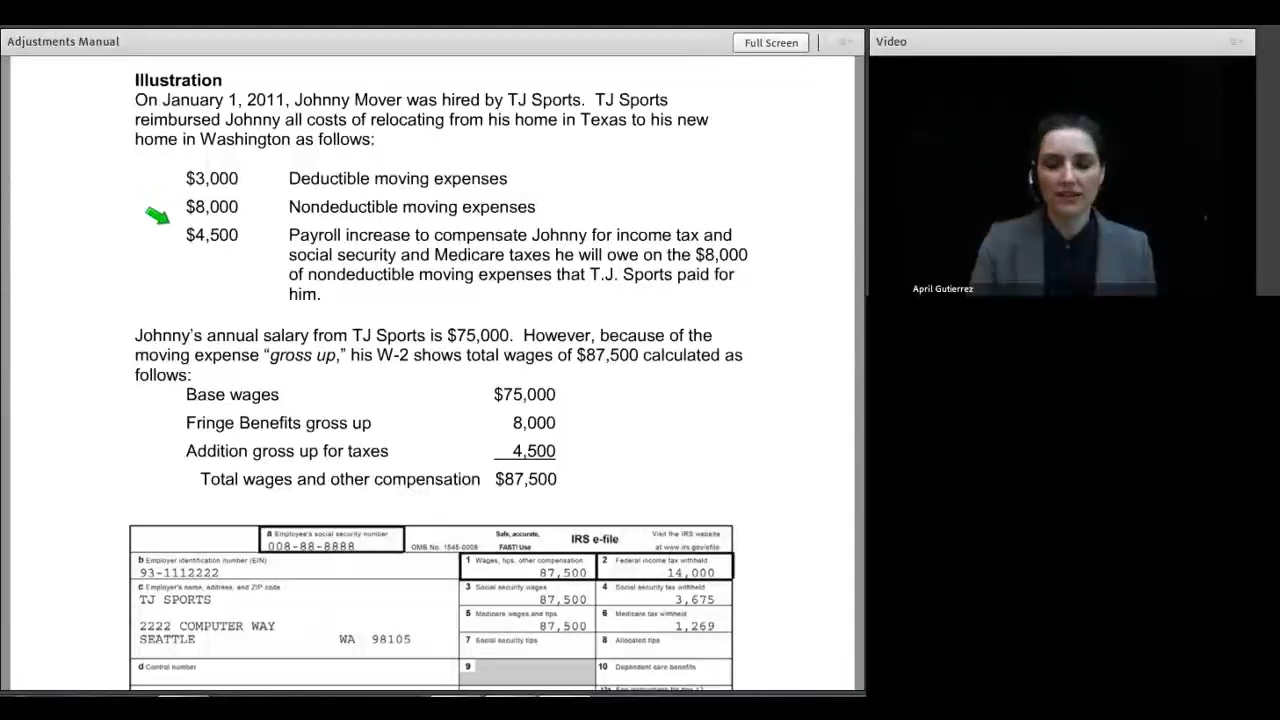 Adjustments Manual
Full Screen
Video
Illustration
On January 1, 2011, Johnny Mover was hired by TJ Sports. TJ Sports
reimbursed Johnny all costs of relocating from his home in Texas to his new
home in Washington as follows:
$3,000 Deductible moving expenses
$8,000 Nondeductible moving expenses
$4,500 Payroll increase to compensate Johnny for income tax and
social security and Medicare taxes he will owe on the $8,000
of nondeductible moving expenses that T.J. Sports paid for
him.
Johnny's annual salary from TJ Sports is $75,000. However, because of the
moving expense "gross up," his W-2 shows total wages of $87,500 calculated as
follows:
Base wages $75,000
Fringe Benefits gross up 8,000
Addition gross up for taxes 4,500
Total wages and other compensation $87,500
April Gutierrez
a Employee's social security number
008-88-8888
OMB No. 1545-0008
Safe, accurate,
FAST! Use
IRS e-file
Visit the IRS website
at www.irs.gov/efile
b Employer identification number (EIN)
93-1112222
1 Wages, tips, other compensation
87,500
2 Federal income tax withheld
14,000
c Employer's name, address, and ZIP code
TJ SPORTS
2222 COMPUTER WAY
SEATTLE WA 98105
3 Social security wages
87,500
4 Social security tax withheld
3,675
5 Medicare wages and tips
87,500
6 Medicare tax withheld
1,269
7 Social security tips
8 Allocated tips
d Control number
9
10 Dependent care benefits